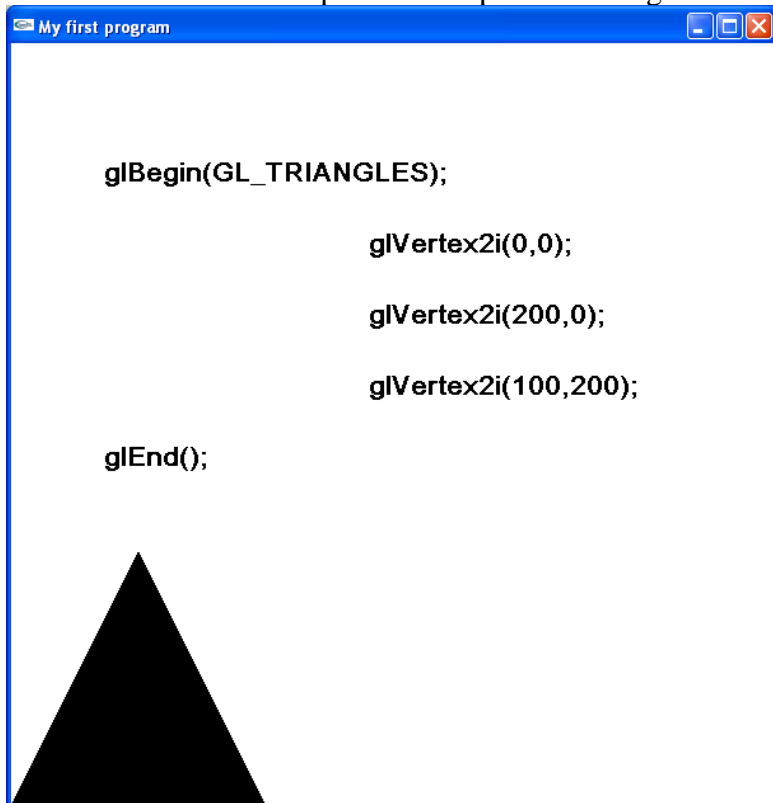 My first program
glBegin(GL_TRIANGLES);
glVertex2i(0,0);
glVertex2i(200,0);
glVertex2i(100,200);
glEnd();